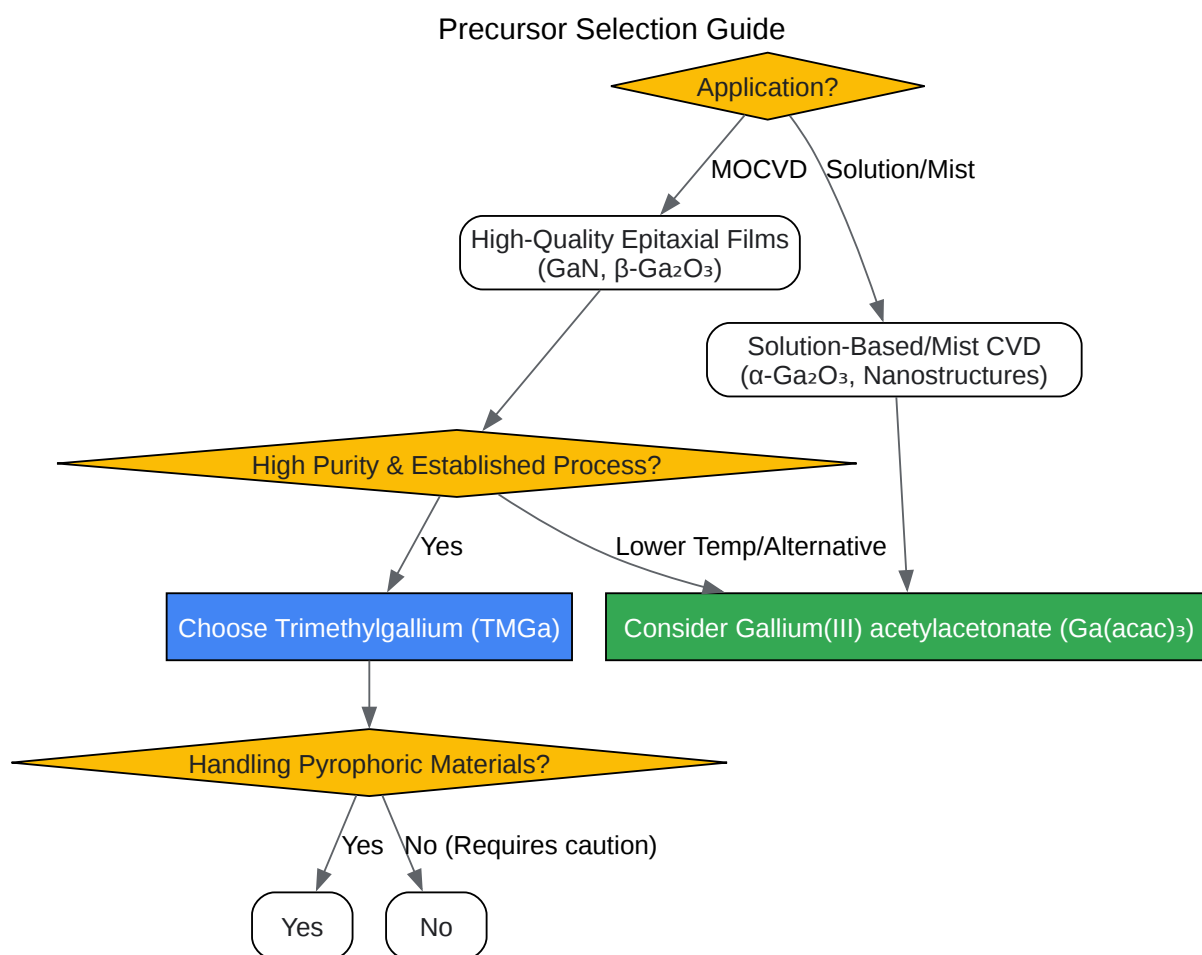 Precursor Selection Guide
Application?
MOCVD
Solution/Mist
High-Quality Epitaxial Films
(GaN, β-Ga₂O₃)
Solution-Based/Mist CVD
(α-Ga₂O₃, Nanostructures)
High Purity & Established Process?
Yes
Lower Temp/Alternative
Choose Trimethylgallium (TMGa)
Consider Gallium(III) acetylacetonate (Ga(acac)₃)
Handling Pyrophoric Materials?
Yes
No (Requires caution)
Yes
No